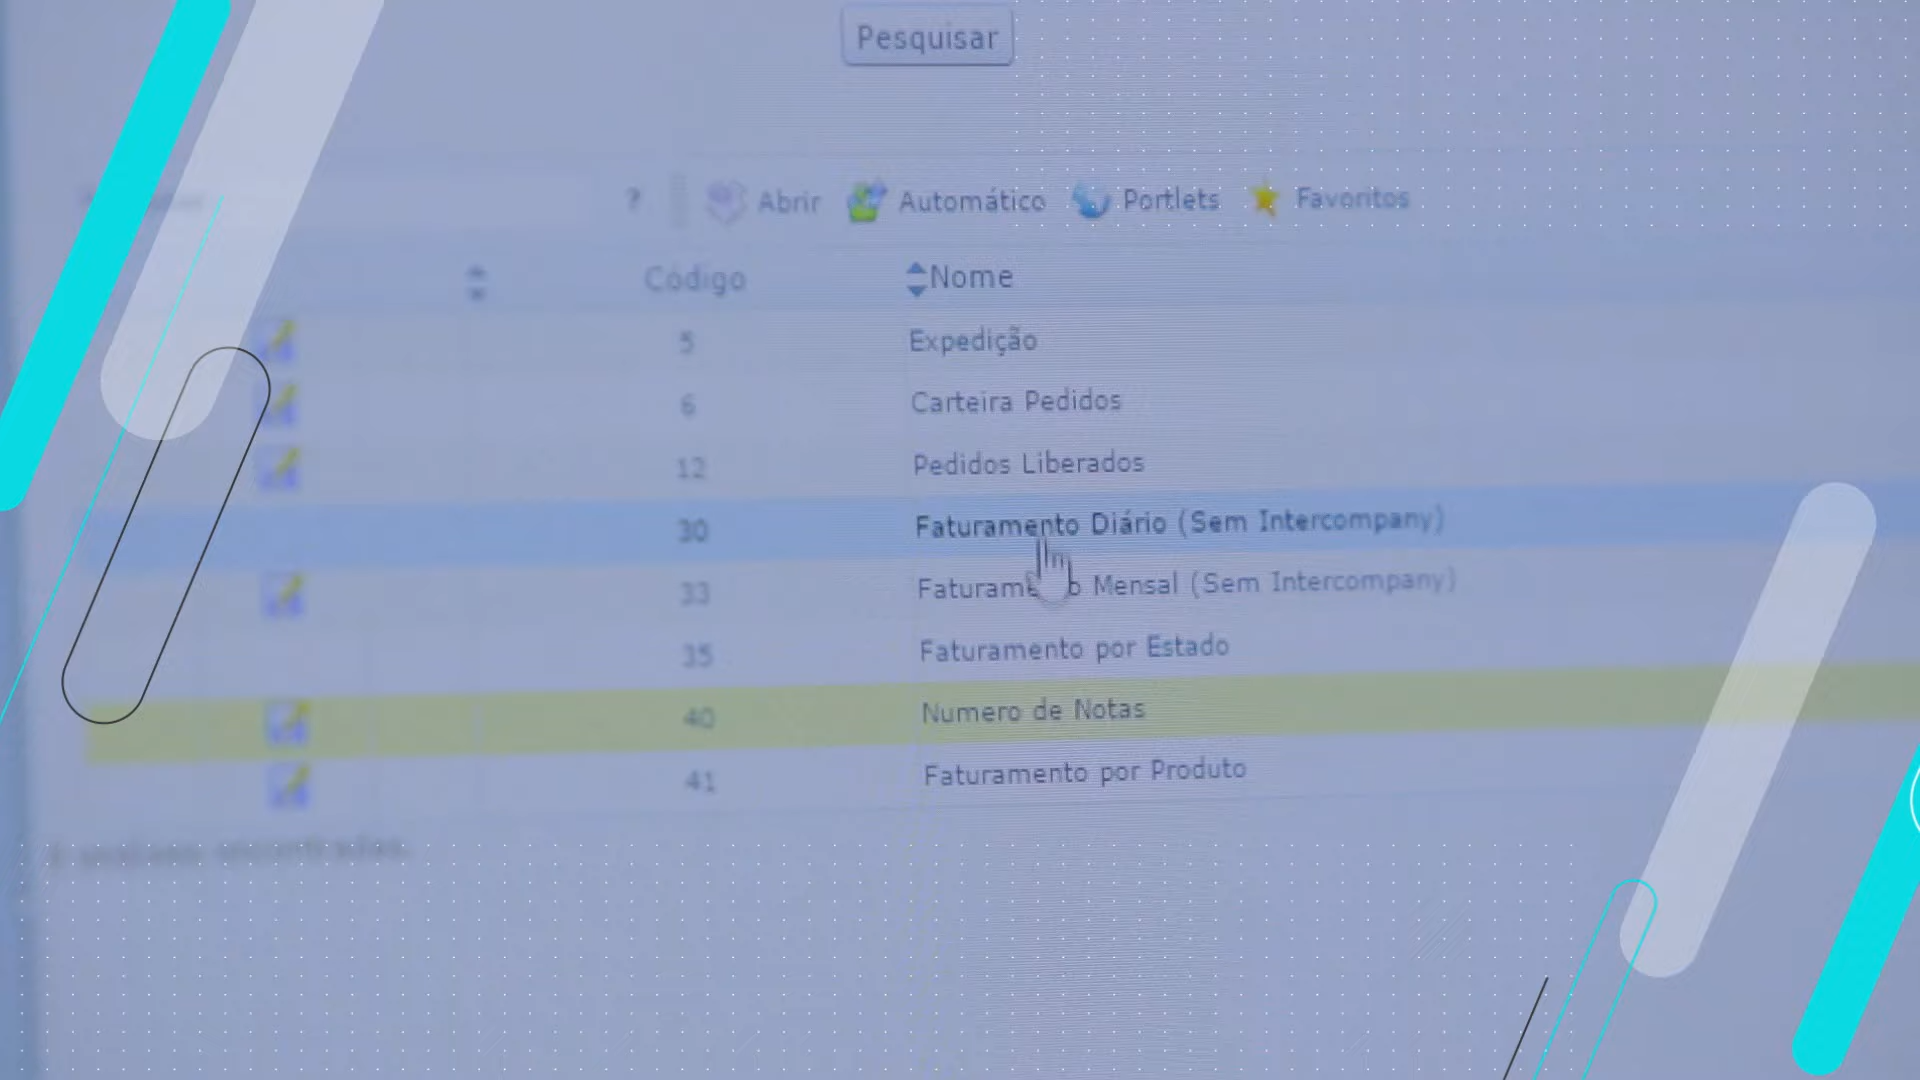 Pesquisar
? Abrir Automático Portlets Favoritos
Código Nome
5 Expedição
6 Carteira Pedidos
12 Pedidos Liberados
30 Faturamento Diário (Sem Intercompany)
33 Mensal (Sem Intercompany)
35 Faturamento por Estado
40 Numero de Notas
41 Faturamento por Produto
encontradas.